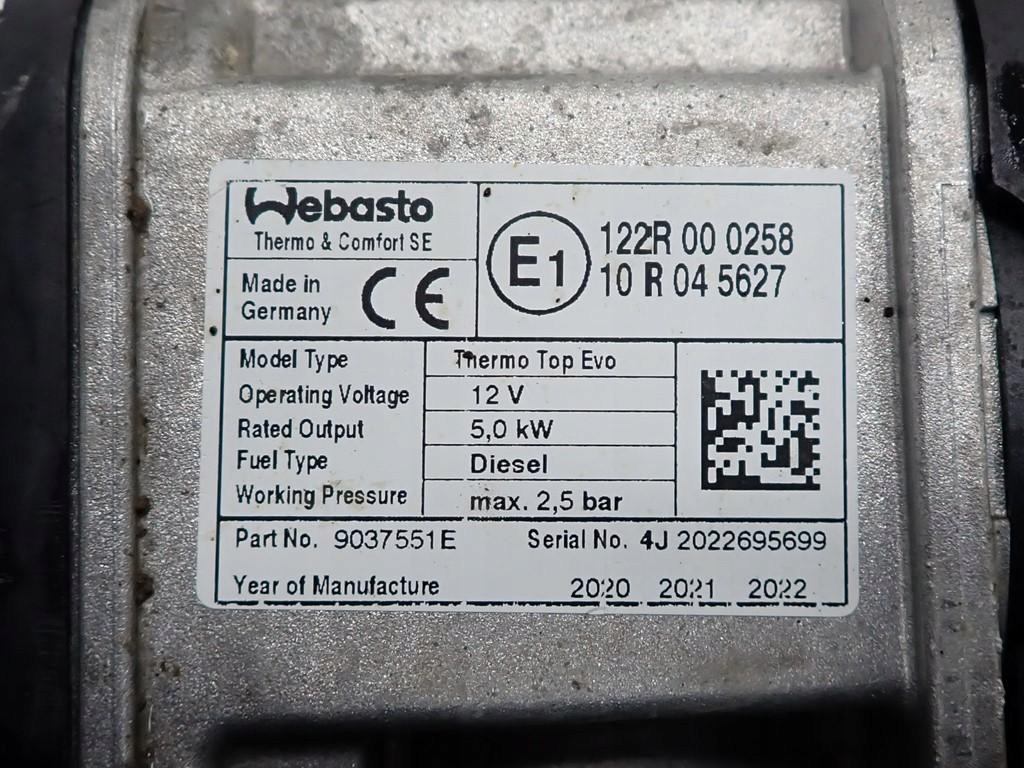 Webasto
Thermo & Comfort SE
Made in
Germany
CE
E1
122R 00 0258
10 R 04 5627
Model Type Thermo Top Evo
Operating Voltage 12 V
Rated Output 5,0 kW
Fuel Type Diesel
Working Pressure max. 2,5 bar
Part No. 9037551E Serial No. 4J 2022695699
Year of Manufacture 2020 2021 2022